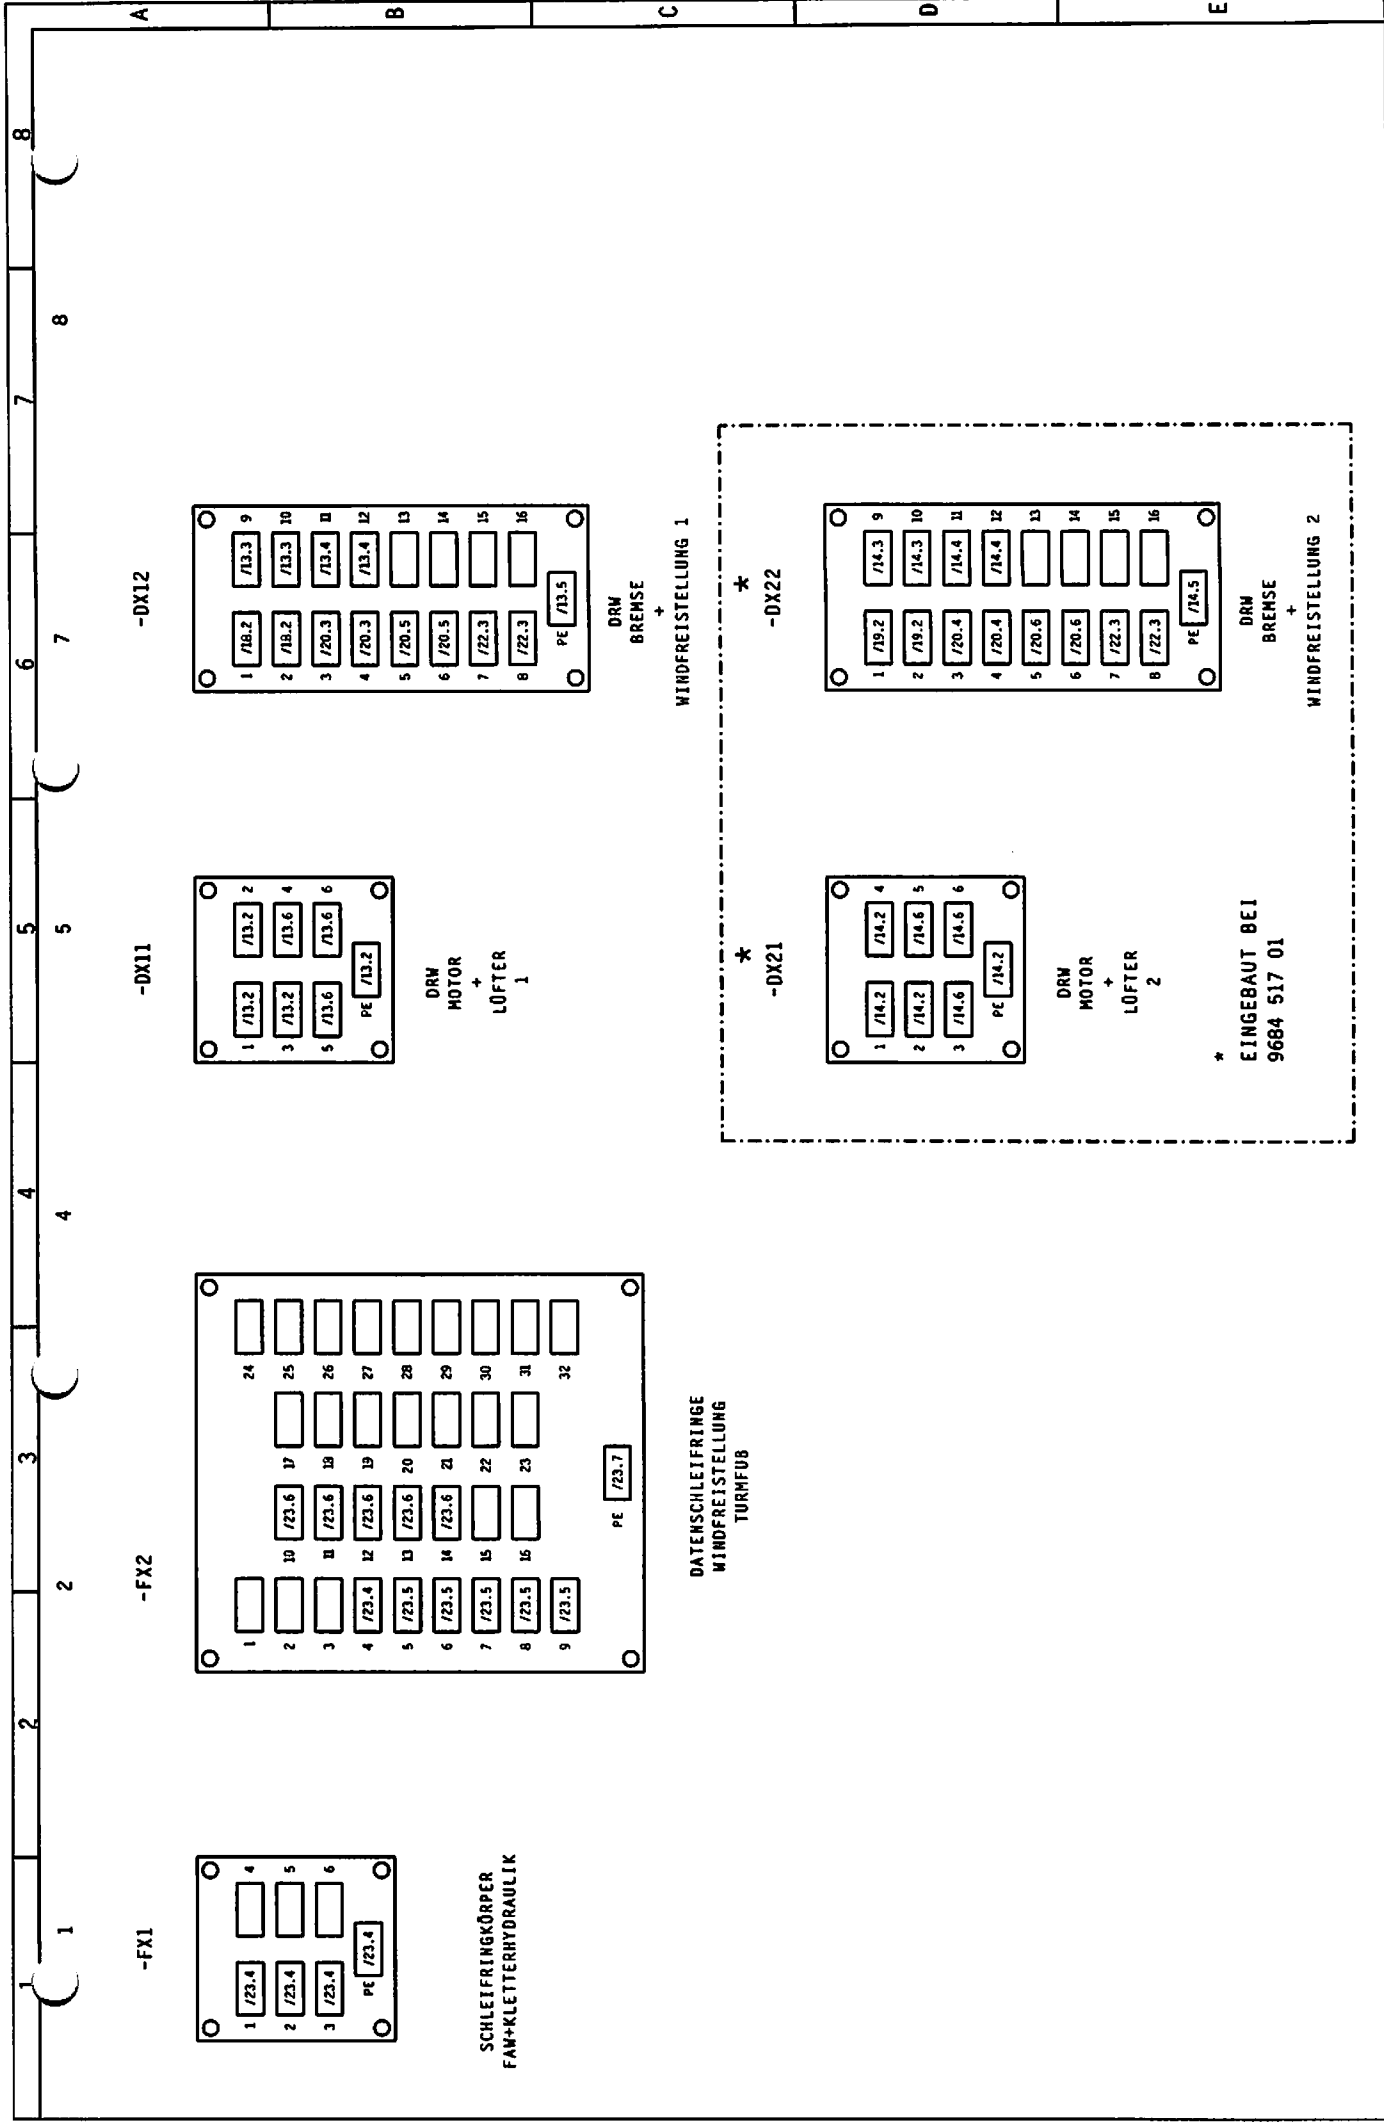 1 2 3 4 5 6 7 8
1 2 4 5 7 8
A
B
C
D
E
-FX1
1 /23.4 4
2 /23.4 5
3 /23.4 6
PE /23.4
SCHLEIFRINGKÖRPER
FAW+KLETTERHYDRAULIK
-FX2
1 24
2 10 /23.6 17 25
3 11 /23.6 18 26
4 /23.4 12 /23.6 19 27
5 /23.5 13 /23.6 20 28
6 /23.5 14 /23.6 21 29
7 /23.5 15 22 30
8 /23.5 16 23 31
9 /23.5 32
PE /23.7
DATENSCHLEIFRINGE
WINDFREISTELLUNG
TURMFUß
-DX11
1 /13.2 /13.2 2
3 /13.2 /13.6 4
5 /13.6 /13.6 6
PE /13.2
DRW
MOTOR
+
LÜFTER
1
-DX12
1 /18.2 /13.3 9
2 /18.2 /13.3 10
3 /20.3 /13.4 11
4 /20.3 /13.4 12
5 /20.5 13
6 /20.5 14
7 /22.3 15
8 /22.3 16
PE /13.5
DRW
BREMSE
+
WINDFREISTELLUNG 1
*
-DX21
1 /14.2 /14.2 4
2 /14.2 /14.6 5
3 /14.6 /14.6 6
PE /14.2
DRW
MOTOR
+
LÜFTER
2
*
EINGEBAUT BEI
9684 517 01
*
-DX22
1 /19.2 /14.3 9
2 /19.2 /14.3 10
3 /20.4 /14.4 11
4 /20.4 /14.4 12
5 /20.6 13
6 /20.6 14
7 /22.3 15
8 /22.3 16
PE /14.5
DRW
BREMSE
+
WINDFREISTELLUNG 2